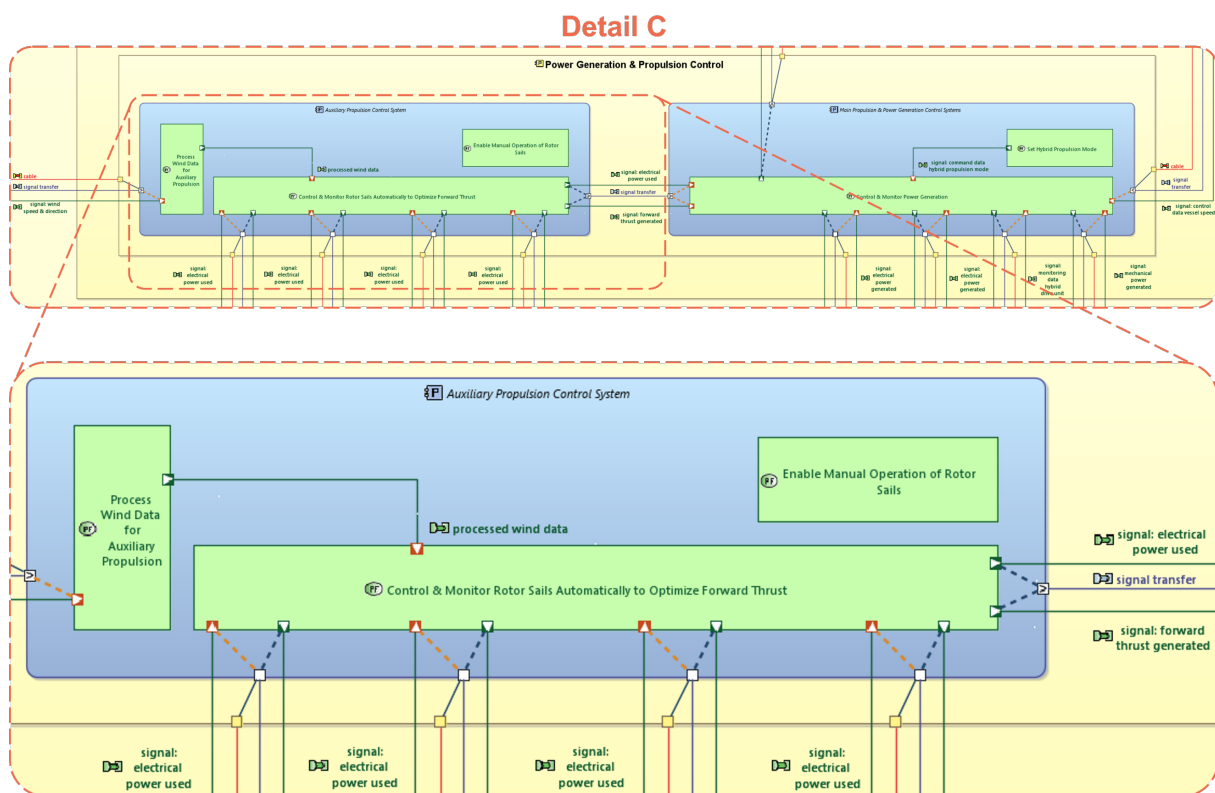 Detail C
Power Generation & Propulsion Control
Auxiliary Propulsion Control System
Main Propulsion & Power Generation Control Systems
Process
Wind Data
for
Auxiliary
Propulsion
Enable Manual Operation of Rotor
Sails
Set Hybrid Propulsion Mode
processed wind data
signal: command data
hybrid propulsion mode
cable
signal transfer
signal: wind
speed & direction
Control & Monitor Rotor Sails Automatically to Optimize Forward Thrust
signal: electrical
power used
signal transfer
signal: forward
thrust generated
Control & Monitor Power Generation
cable
signal
transfer
signal: control
data vessel speed
signal:
electrical
power used
signal:
electrical
power used
signal:
electrical
power used
signal:
electrical
power used
signal:
electrical
power generated
signal:
electrical
power generated
signal:
monitoring
data
hybrid
drive unit
signal:
mechanical
power
generated
Auxiliary Propulsion Control System
Process
Wind Data
for
Auxiliary
Propulsion
Enable Manual Operation of Rotor
Sails
processed wind data
Control & Monitor Rotor Sails Automatically to Optimize Forward Thrust
signal: electrical
power used
signal transfer
signal: forward
thrust generated
signal:
electrical
power used
signal:
electrical
power used
signal:
electrical
power used
signal:
electrical
power used